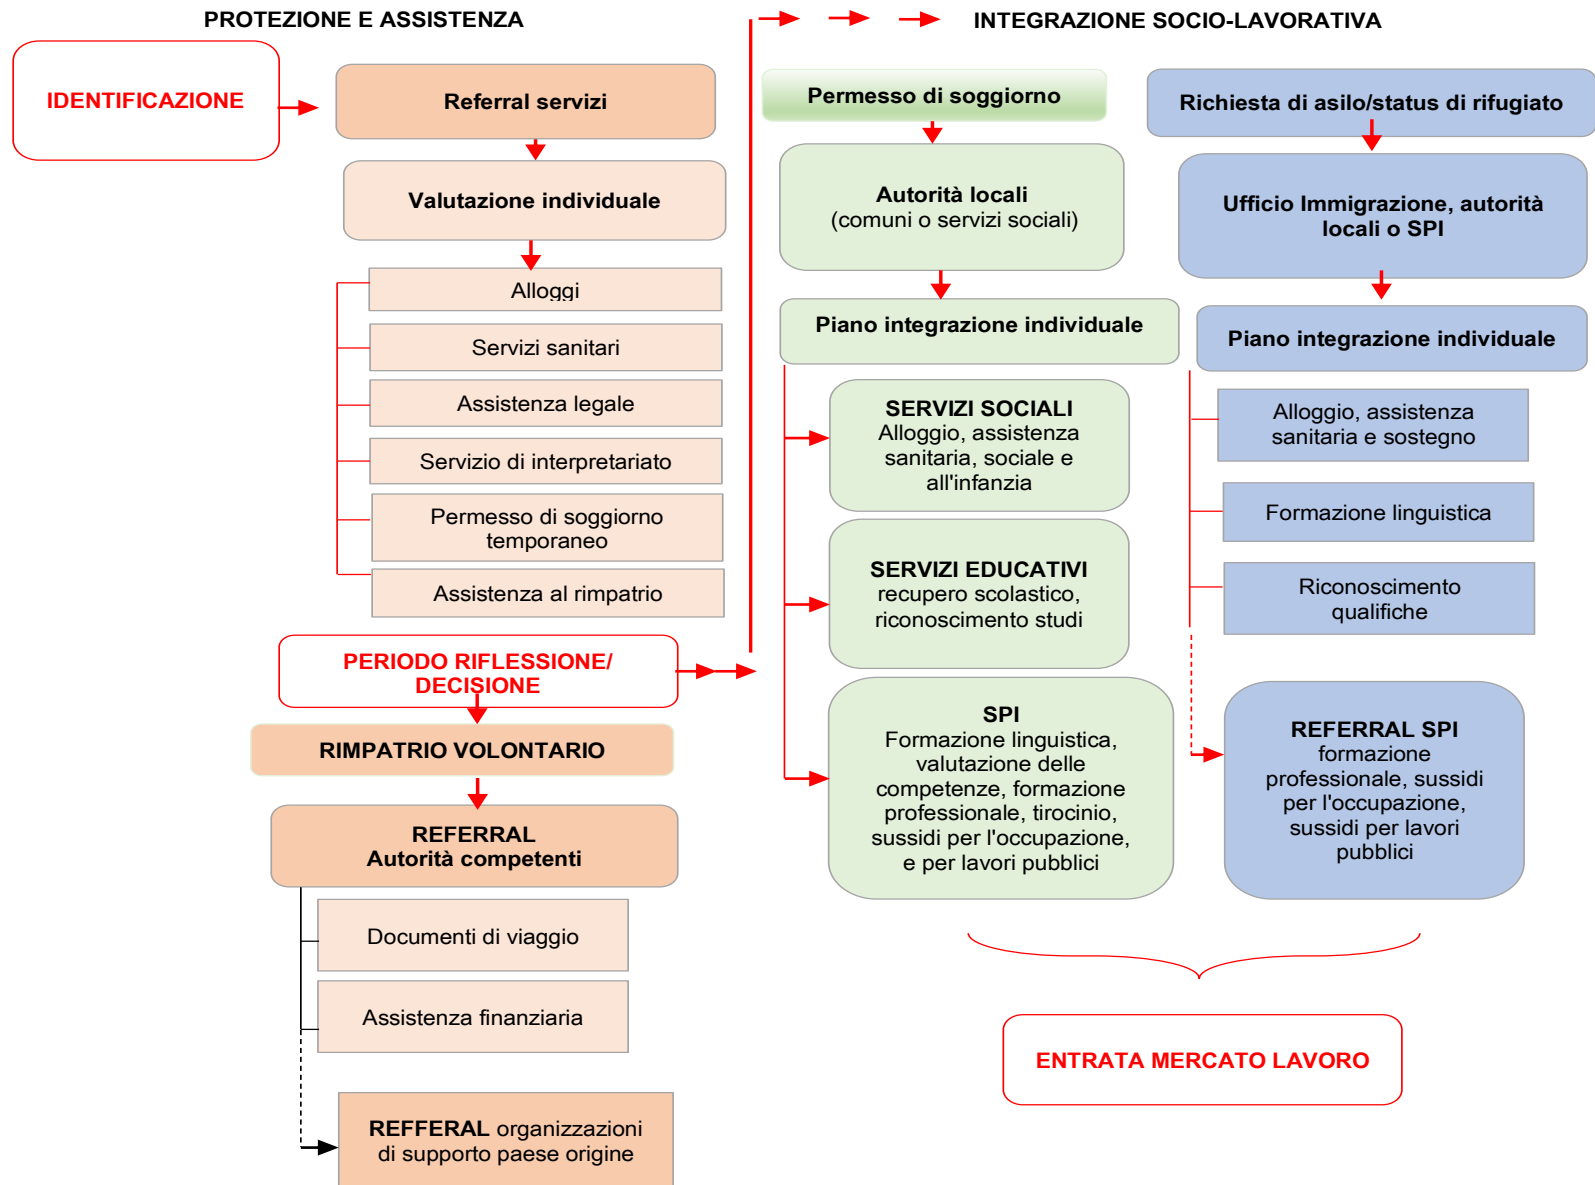 PROTEZIONE E ASSISTENZA
IDENTIFICAZIONE
Referral servizi
Valutazione individuale
Alloggi
Servizi sanitari
Assistenza legale
Servizio di interpretariato
Permesso di soggiorno
temporaneo
Assistenza al rimpatrio
PERIODO RIFLESSIONE/
DECISIONE
RIMPATRIO VOLONTARIO
REFERRAL
Autorità competenti
Documenti di viaggio
Assistenza finanziaria
REFFERAL organizzazioni
di supporto paese origine
INTEGRAZIONE SOCIO-LAVORATIVA
Permesso di soggiorno
Autorità locali
(comuni o servizi sociali)
Piano integrazione individuale
SERVIZI SOCIALI
Alloggio, assistenza
sanitaria, sociale e
all'infanzia
SERVIZI EDUCATIVI
recupero scolastico,
riconoscimento studi
SPI
Formazione linguistica,
valutazione delle
competenze, formazione
professionale, tirocinio,
sussidi per l'occupazione,
e per lavori pubblici
Richiesta di asilo/status di rifugiato
Ufficio Immigrazione, autorità
locali o SPI
Piano integrazione individuale
Alloggio, assistenza
sanitaria e sostegno
Formazione linguistica
Riconoscimento
qualifiche
REFERRAL SPI
formazione
professionale, sussidi
per l'occupazione,
sussidi per lavori
pubblici
ENTRATA MERCATO LAVORO